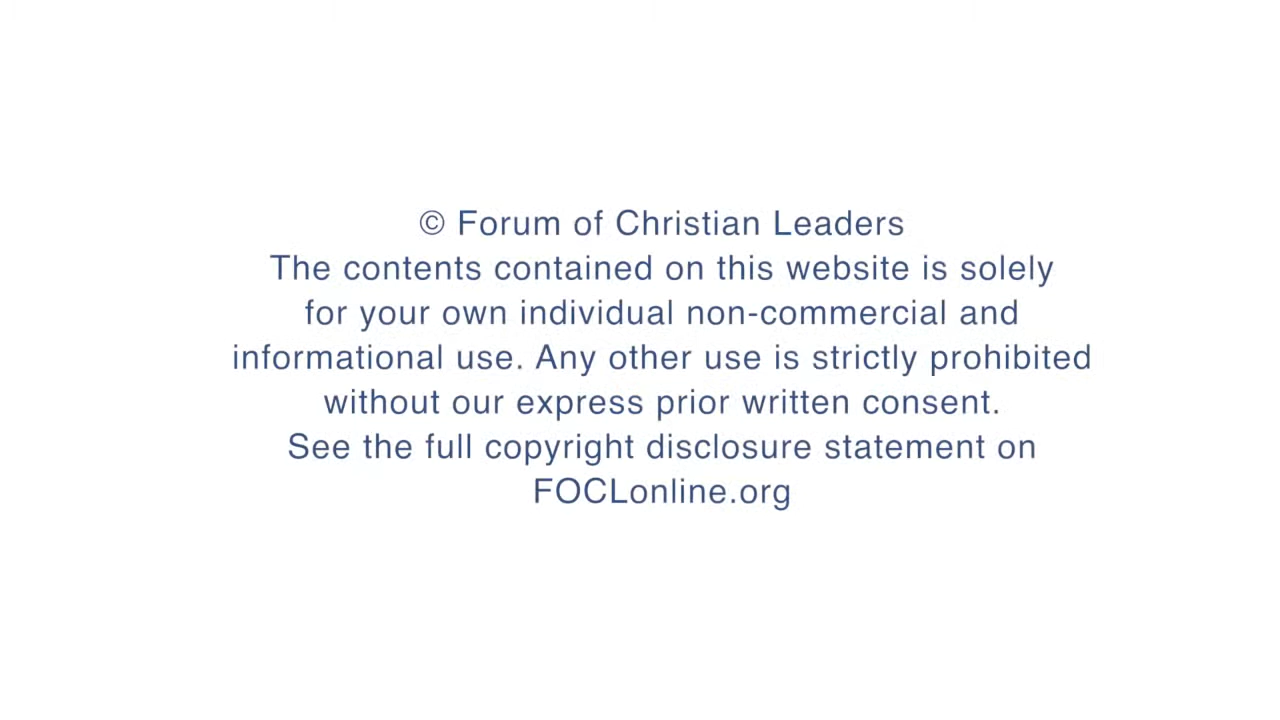 © Forum of Christian Leaders
The contents contained on this website is solely
for your own individual non-commercial and
informational use. Any other use is strictly prohibited
without our express prior written consent.
See the full copyright disclosure statement on
FOCLonline.org